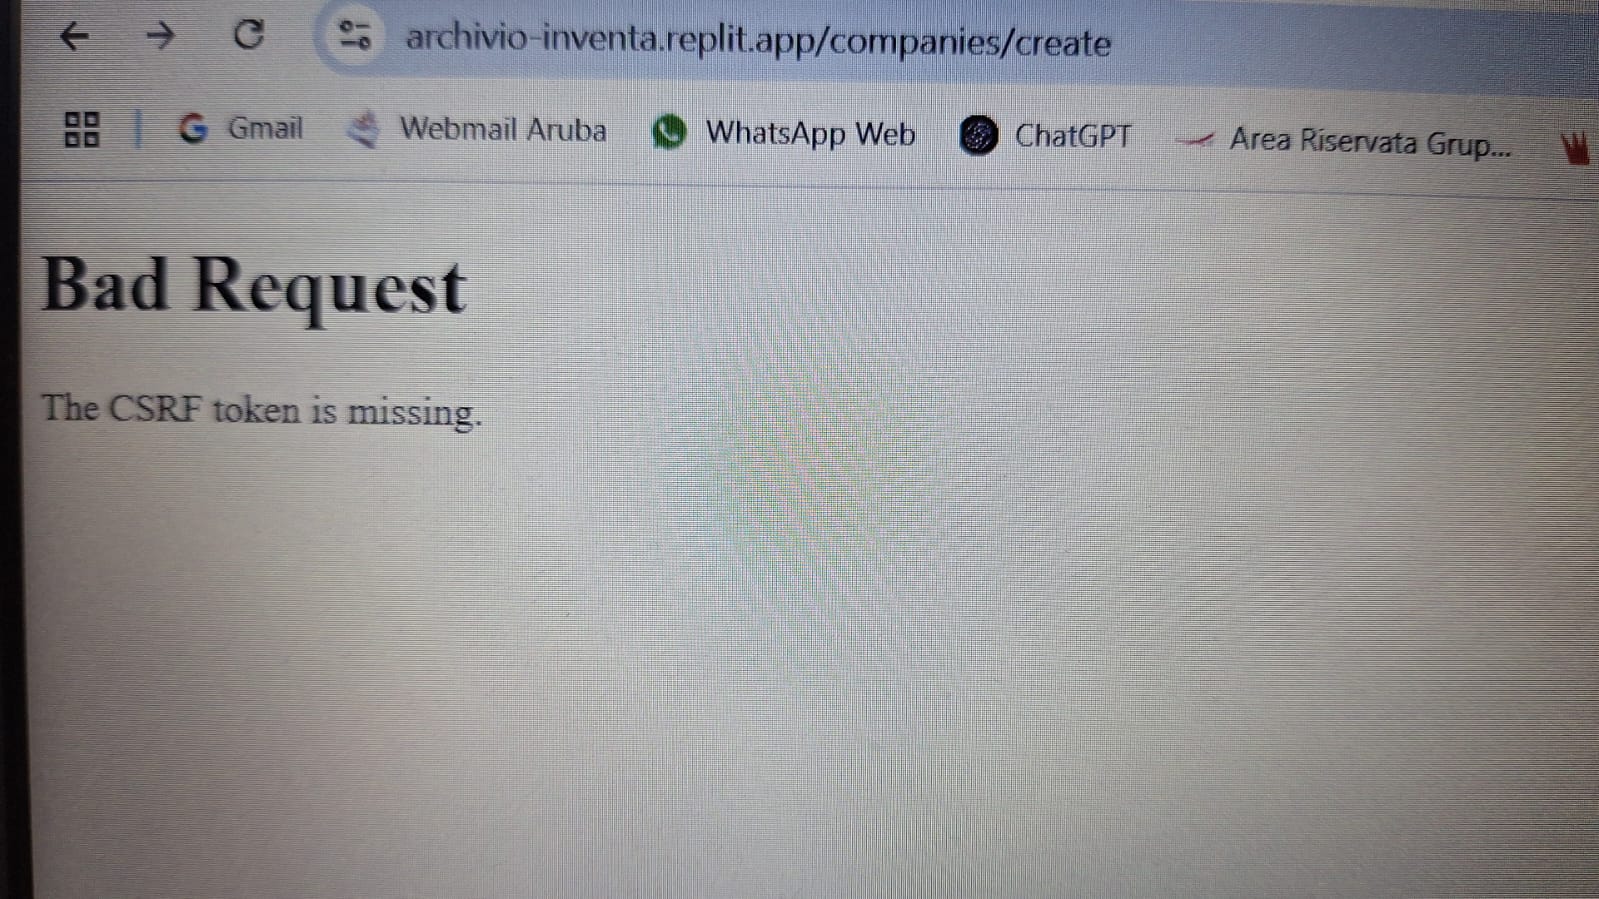 archivio-inventa.replit.app/companies/create
Gmail Webmail Aruba WhatsApp Web ChatGPT Area Riservata Grup...
Bad Request
The CSRF token is missing.